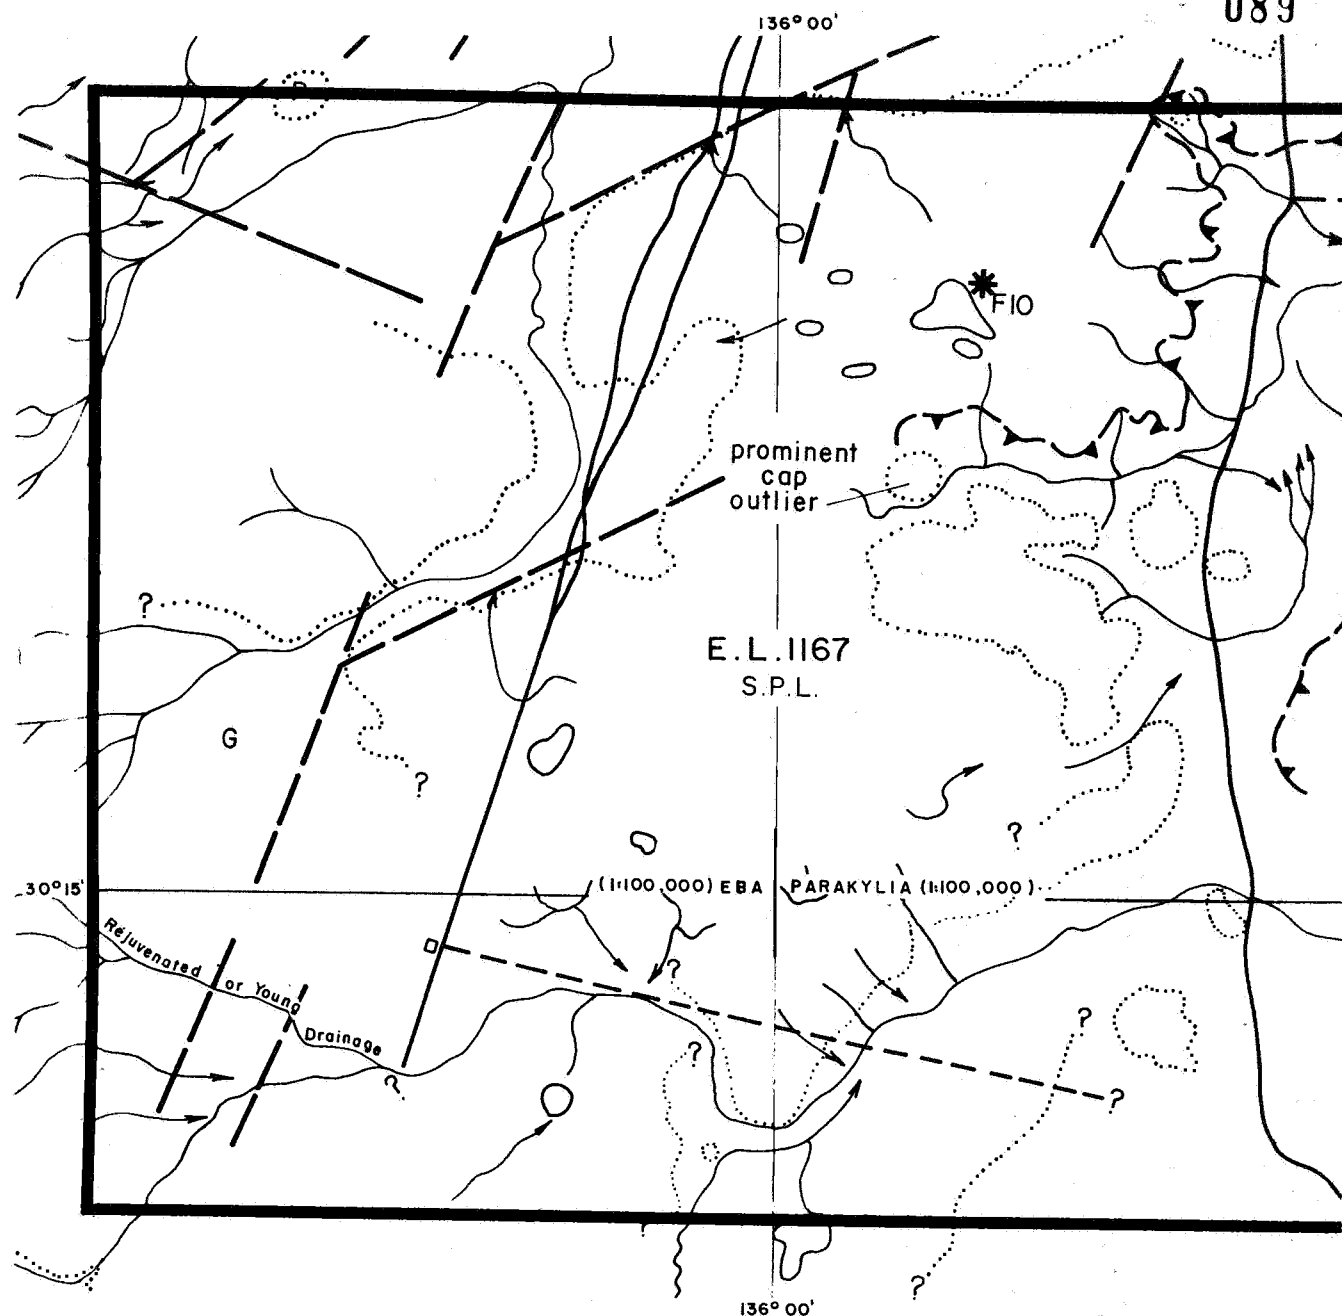 089
136° 00'
F10
prominent
cap
outlier
?
E.L.1167
S.P.L.
G
?
?
30° 15'
(1:100,000) EBA
PARAKYLIA (1:100,000)
Rejuvenated or Young Drainage
?
?
?
?
?
?
?
136° 00'